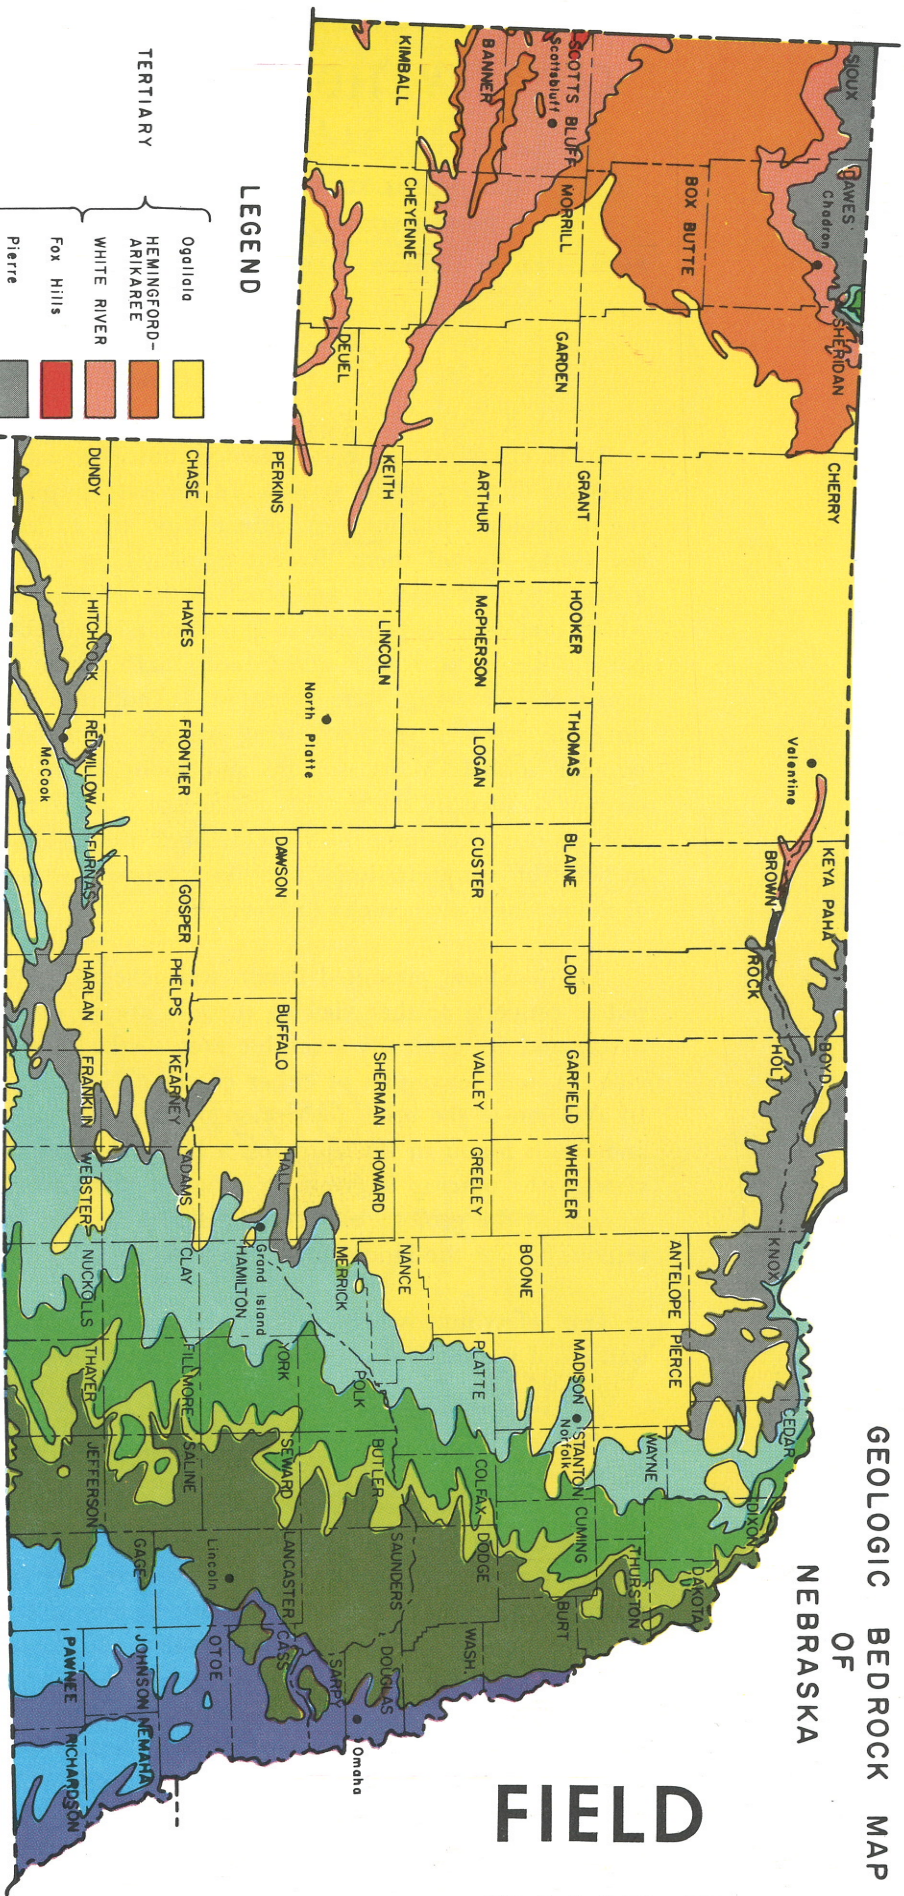 GEOLOGIC BEDROCK MAP
OF
NEBRASKA
FIELD
SIOUX
DAWES
Chadron
SHERIDAN
CHERRY
Valentine
KEYA PAHA
BROWN
ROCK
BOYD
HOLT
KNOX
CEDAR
DIXON
DAKOTA
BOX BUTTE
ANTELOPE
PIERCE
WAYNE
THURSTON
SCOTTS BLUFF
Scottsbluff
MORRILL
GARDEN
GRANT
HOOKER
THOMAS
BLAINE
LOUP
GARFIELD
WHEELER
BOONE
MADISON
Norfolk
STANTON
CUMING
BURT
BANNER
ARTHUR
McPHERSON
LOGAN
CUSTER
VALLEY
GREELEY
NANCE
PLATTE
COLFAX
DODGE
WASH.
KIMBALL
CHEYENNE
DEUEL
KEITH
LINCOLN
North Platte
SHERMAN
HOWARD
MERRICK
POLK
BUTLER
SAUNDERS
DOUGLAS
SARPY
Omaha
PERKINS
DAWSON
BUFFALO
HALL
Grand Island
HAMILTON
YORK
SEWARD
LANCASTER
Lincoln
CASS
OTOE
CHASE
HAYES
FRONTIER
GOSPER
PHELPS
KEARNEY
ADAMS
CLAY
FILLMORE
SALINE
GAGE
JOHNSON
NEMAHA
DUNDY
HITCHCOCK
REDWILLOW
McCook
FURNAS
HARLAN
FRANKLIN
WEBSTER
NUCKOLLS
THAYER
JEFFERSON
PAWNEE
RICHARDSON
LEGEND
TERTIARY
Ogallala
HEMINGFORD-
ARIKAREE
WHITE RIVER
Fox Hills
Pierre